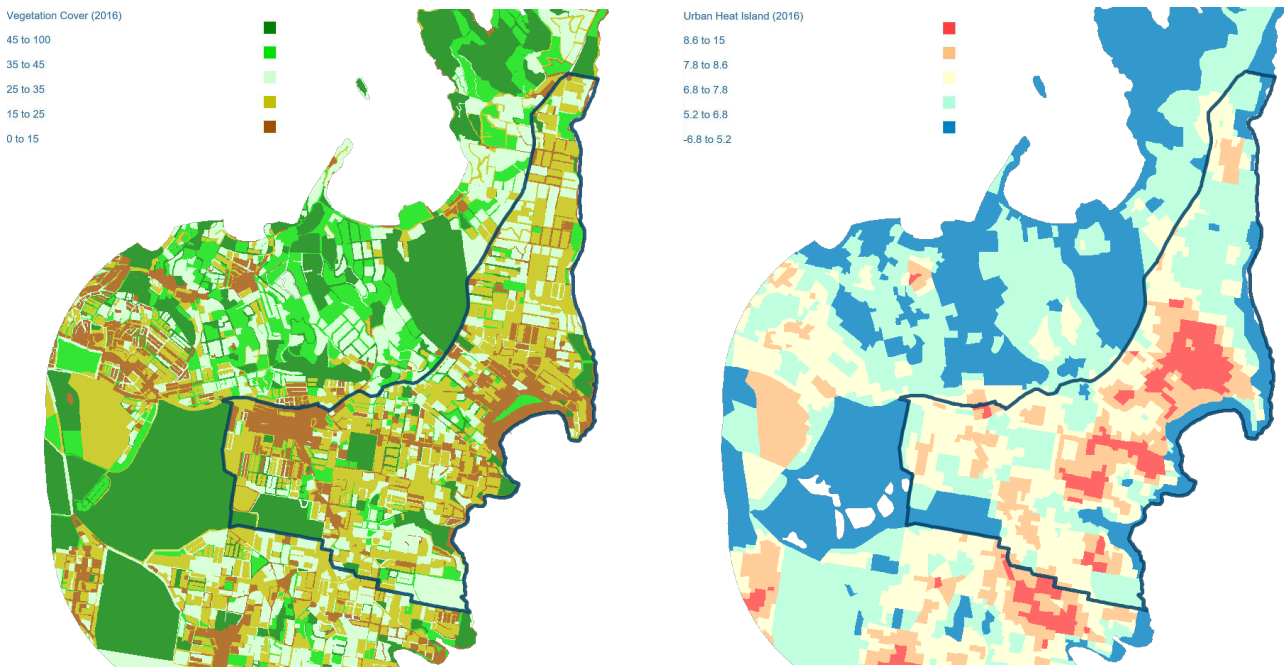 Vegetation Cover (2016)
45 to 100
35 to 45
25 to 35
15 to 25
0 to 15
Urban Heat Island (2016)
8.6 to 15
7.8 to 8.6
6.8 to 7.8
5.2 to 6.8
-6.8 to 5.2